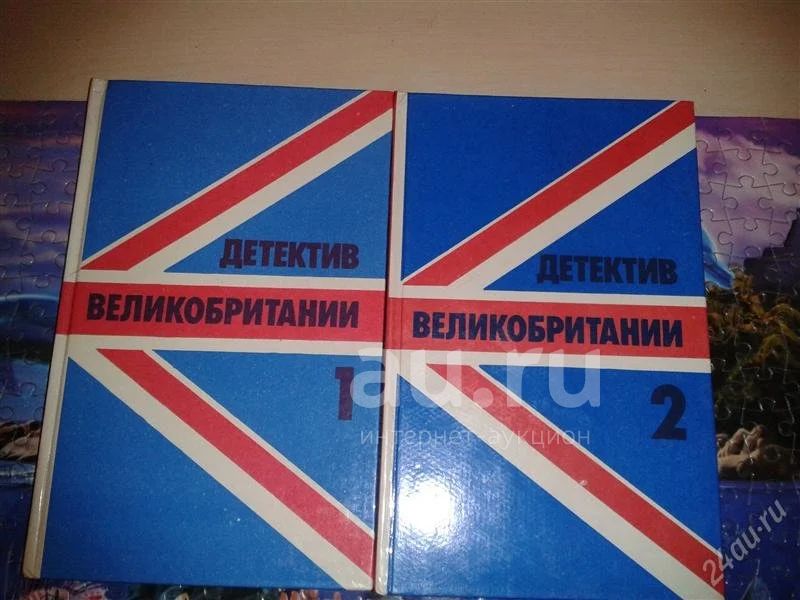 ДЕТЕКТИВ
ВЕЛИКОБРИТАНИИ
1
ДЕТЕКТИВ
ВЕЛИКОБРИТАНИИ
2
au.ru
интернет аукцион
24au.ru